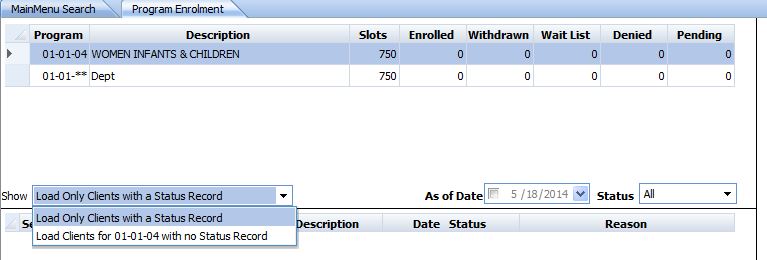 MainMenu Search Program Enrolment
Program Description Slots Enrolled Withdrawn Wait List Denied Pending
01-01-04 WOMEN INFANTS & CHILDREN 750 0 0 0 0 0
01-01-** Dept 750 0 0 0 0 0
Show Load Only Clients with a Status Record As of Date 5 /18/2014 Status All
Load Only Clients with a Status Record
Load Clients for 01-01-04 with no Status Record
Description Date Status Reason